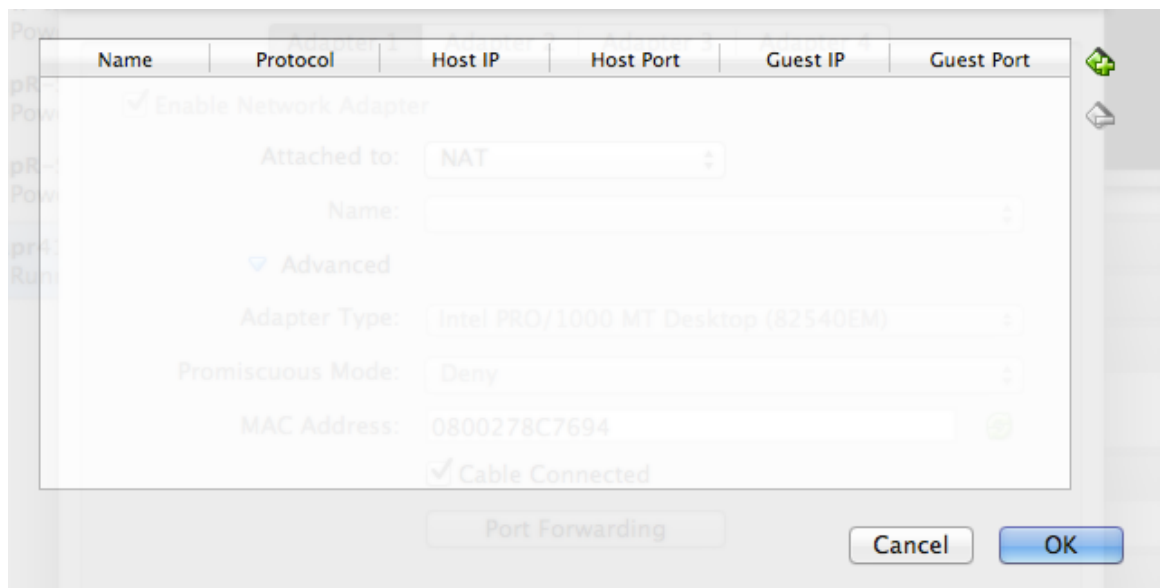 Adapter 1 Adapter 2 Adapter 3 Adapter 4
Name Protocol Host IP Host Port Guest IP Guest Port
Enable Network Adapter
Attached to: NAT
Name:
Advanced
Adapter Type: Intel PRO/1000 MT Desktop (82540EM)
Promiscuous Mode: Deny
MAC Address: 0800278C7694
Cable Connected
Port Forwarding
Cancel OK